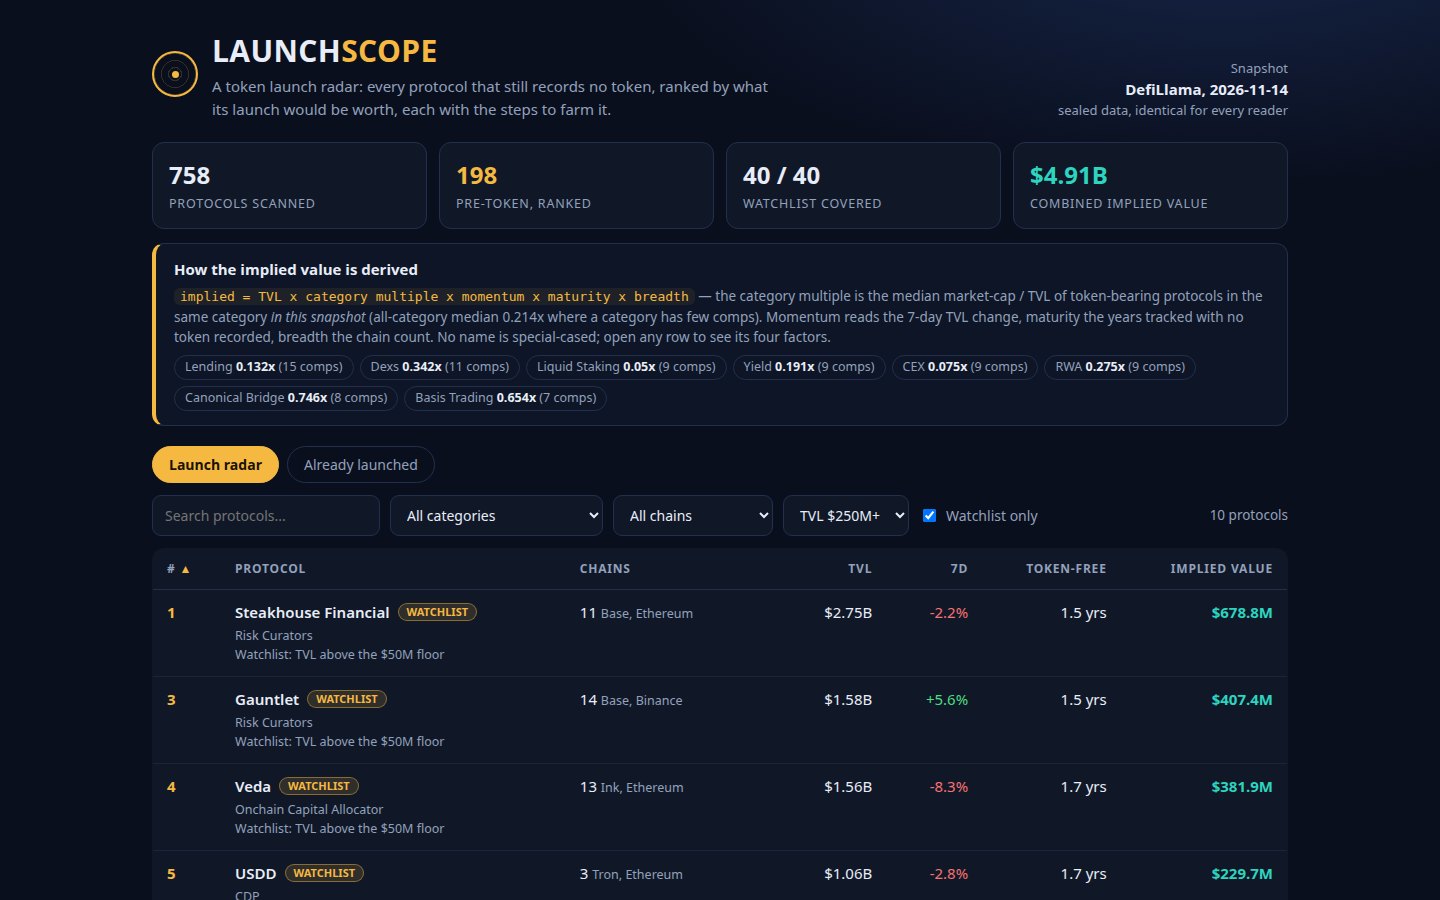 LAUNCHSCOPE
A token launch radar: every protocol that still records no token, ranked by what
its launch would be worth, each with the steps to farm it.
Snapshot
DefiLlama, 2026-11-14
sealed data, identical for every reader
758
PROTOCOLS SCANNED
198
PRE-TOKEN, RANKED
40 / 40
WATCHLIST COVERED
$4.91B
COMBINED IMPLIED VALUE
How the implied value is derived
implied = TVL x category multiple x momentum x maturity x breadth — the category multiple is the median market-cap / TVL of token-bearing protocols in the
same category in this snapshot (all-category median 0.214x where a category has few comps). Momentum reads the 7-day TVL change, maturity the years tracked with no
token recorded, breadth the chain count. No name is special-cased; open any row to see its four factors.
Lending 0.132x (15 comps) Dexs 0.342x (11 comps) Liquid Staking 0.05x (9 comps) Yield 0.191x (9 comps) CEX 0.075x (9 comps) RWA 0.275x (9 comps)
Canonical Bridge 0.746x (8 comps) Basis Trading 0.654x (7 comps)
Launch radar Already launched
Search protocols... All categories All chains TVL $250M+ Watchlist only 10 protocols
# ▲ PROTOCOL CHAINS TVL 7D TOKEN-FREE IMPLIED VALUE
1 Steakhouse Financial WATCHLIST 11 Base, Ethereum $2.75B -2.2% 1.5 yrs $678.8M
Risk Curators
Watchlist: TVL above the $50M floor
3 Gauntlet WATCHLIST 14 Base, Binance $1.58B +5.6% 1.5 yrs $407.4M
Risk Curators
Watchlist: TVL above the $50M floor
4 Veda WATCHLIST 13 Ink, Ethereum $1.56B -8.3% 1.7 yrs $381.9M
Onchain Capital Allocator
Watchlist: TVL above the $50M floor
5 USDD WATCHLIST 3 Tron, Ethereum $1.06B -2.8% 1.7 yrs $229.7M
CDP